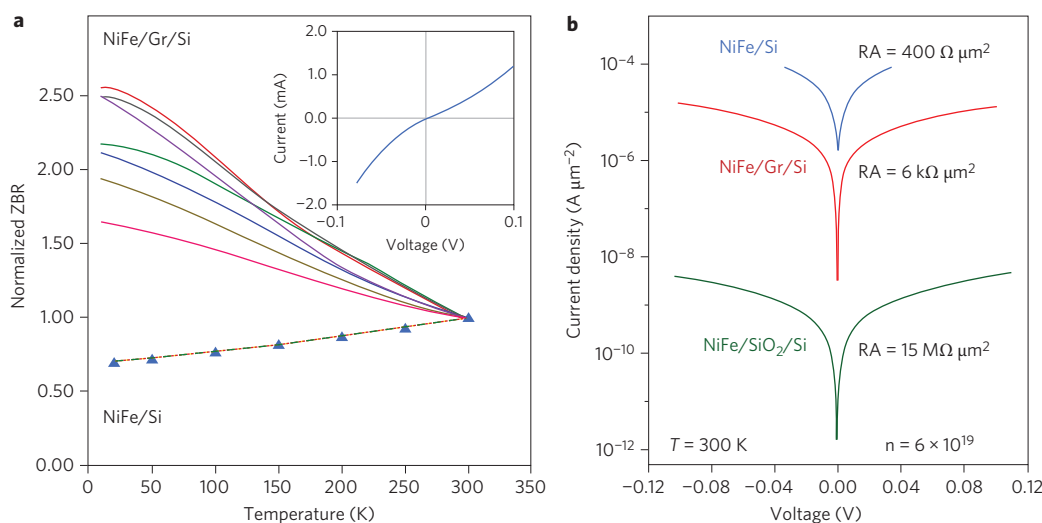 a
NiFe/Gr/Si
Normalized ZBR
2.50
2.00
1.50
1.00
0.50
0.00
0
50
100
150
200
250
300
350
Temperature (K)
NiFe/Si
Current (mA)
2.0
1.0
0.0
−1.0
−2.0
−0.1
0
0.1
Voltage (V)
b
NiFe/Si
RA = 400 Ω μm²
NiFe/Gr/Si
RA = 6 kΩ μm²
NiFe/SiO₂/Si
RA = 15 MΩ μm²
T = 300 K
n = 6 × 10¹⁹
Current density (A μm⁻²)
10⁻⁴
10⁻⁶
10⁻⁸
10⁻¹⁰
10⁻¹²
−0.12
−0.08
−0.04
0.00
0.04
0.08
0.12
Voltage (V)